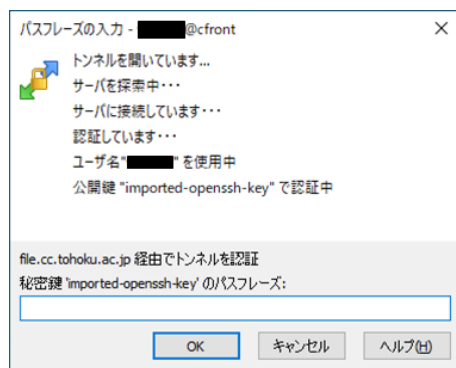 パスフレーズの入力 - @cfront
トンネルを開いています...
サーバを探索中･･･
サーバに接続しています･･･
認証しています･･･
ユーザ名" " を使用中
公開鍵 "imported-openssh-key" で認証中
file.cc.tohoku.ac.jp 経由でトンネルを認証
秘密鍵 'imported-openssh-key' のパスフレーズ:
OK キャンセル ヘルプ(H)